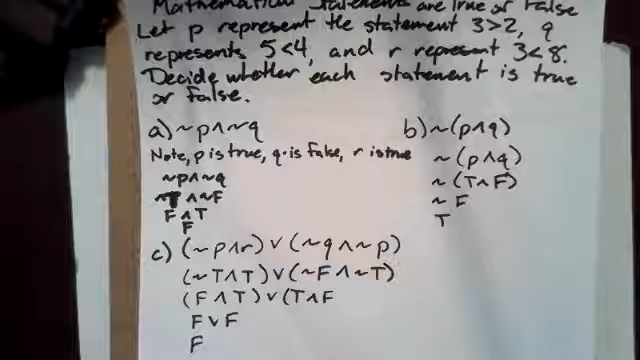 Mathematical Statements are True or False
Let p represent the statement 3>2, q
represents 5<4, and r represent 3<8.
Decide whether each statement is true
or false.
a) ~p∧~q
Note, p is true, q is false, r is true
~p∧~q
~T∧~F
F∧T
F
b) ~(p∧q)
~(p∧q)
~(T∧F)
~F
T
c) (~p∧r)∨(~q∧~p)
(~T∧T)∨(~F∧~T)
(F∧T)∨(T∧F
F∨F
F